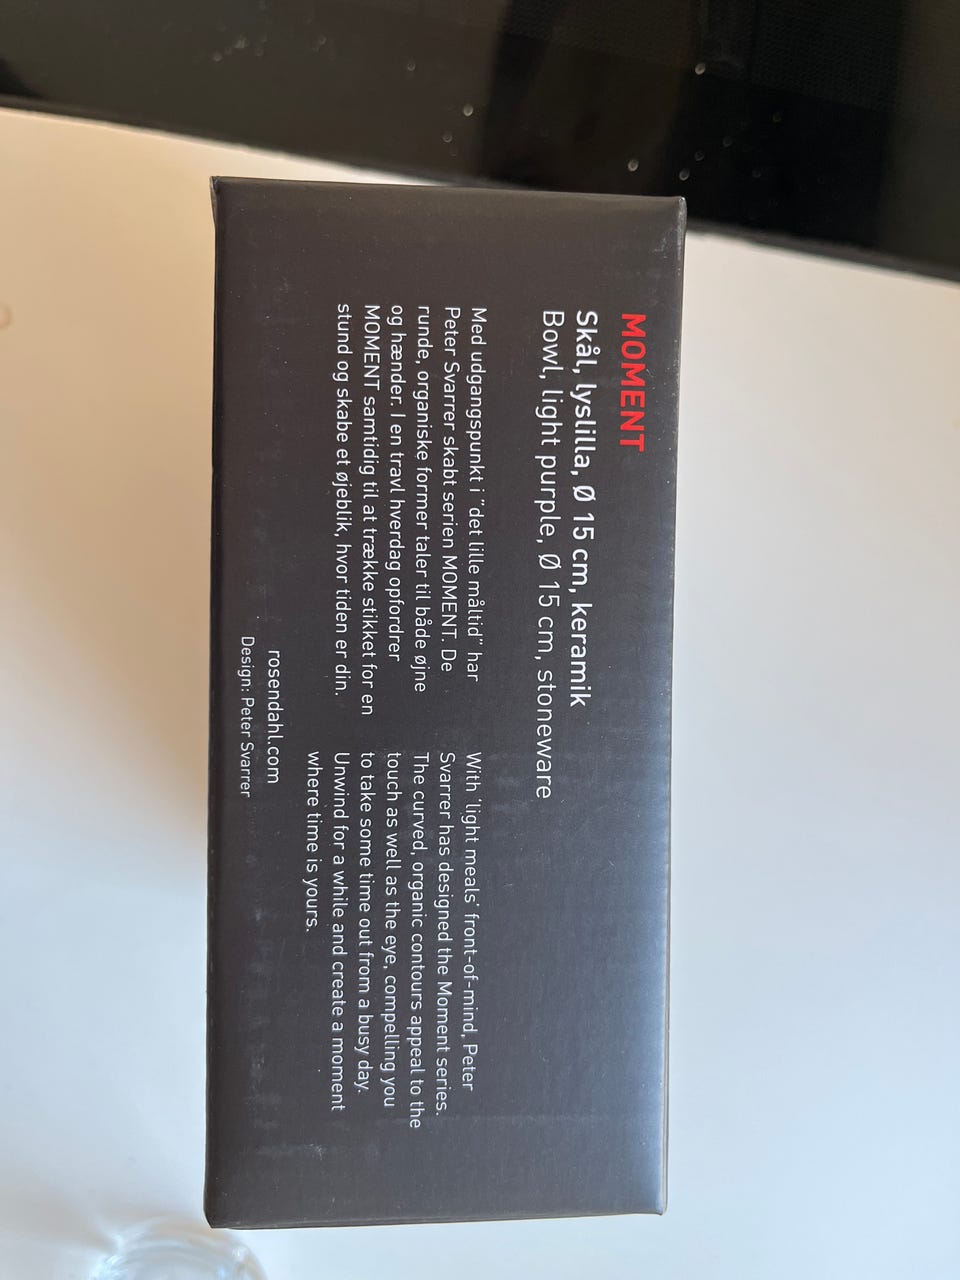 MOMENT
Skål, lyslilla, Ø 15 cm, keramik
Bowl, light purple, Ø 15 cm, stoneware
Med udgangspunkt i "det lille måltid" har
Peter Svarrer skabt serien MOMENT. De
runde, organiske former taler til både øjne
og hænder. I en travl hverdag opfordrer
MOMENT samtidig til at trække stikket for en
stund og skabe et øjeblik, hvor tiden er din.
With 'light meals' front-of-mind, Peter
Svarrer has designed the Moment series.
The curved, organic contours appeal to the
touch as well as the eye, compelling you
to take some time out from a busy day.
Unwind for a while and create a moment
where time is yours.
rosendahl.com
Design: Peter Svarrer